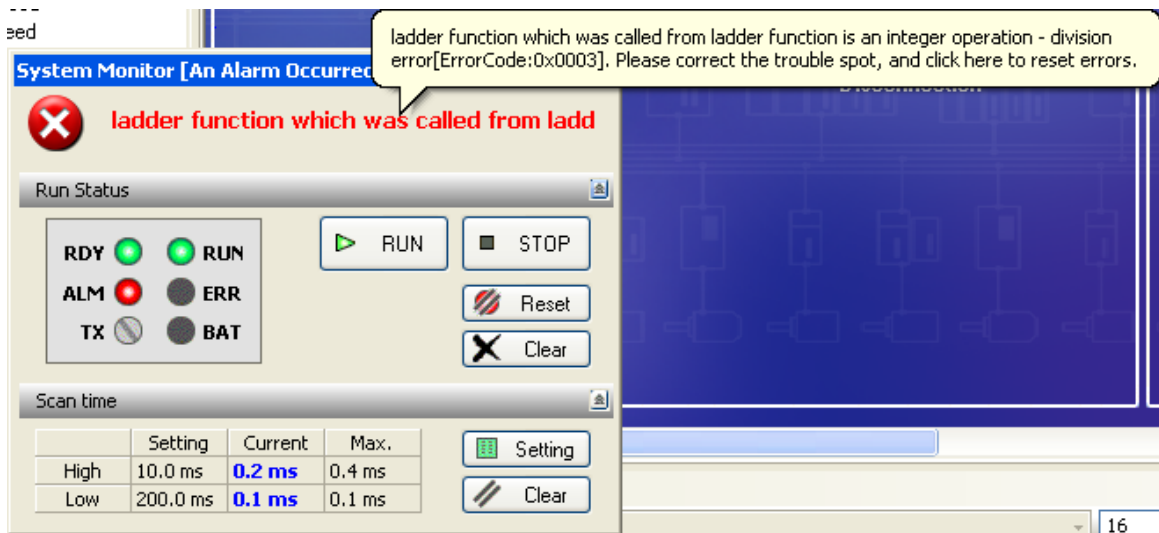 eed
ladder function which was called from ladder function is an integer operation - division
error[ErrorCode:0x0003]. Please correct the trouble spot, and click here to reset errors.
System Monitor [An Alarm Occurred
ladder function which was called from ladd
Run Status
RDY RUN
ALM ERR
TX BAT
RUN STOP
Reset
Clear
Scan time
Setting Current Max.
High 10.0 ms 0.2 ms 0.4 ms
Low 200.0 ms 0.1 ms 0.1 ms
Setting
Clear
16